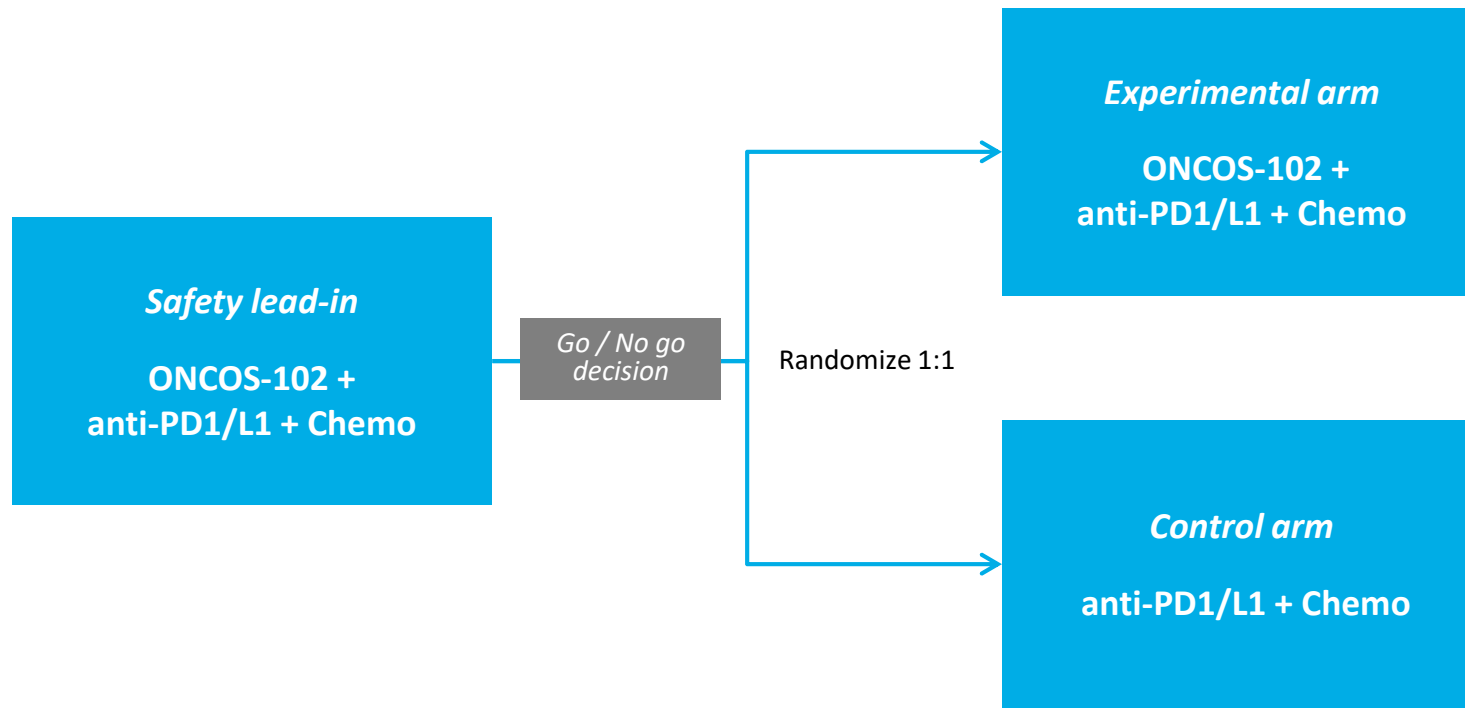 Safety lead-in
ONCOS-102 +
anti-PD1/L1 + Chemo
Go / No go
decision
Randomize 1:1
Experimental arm
ONCOS-102 +
anti-PD1/L1 + Chemo
Control arm
anti-PD1/L1 + Chemo